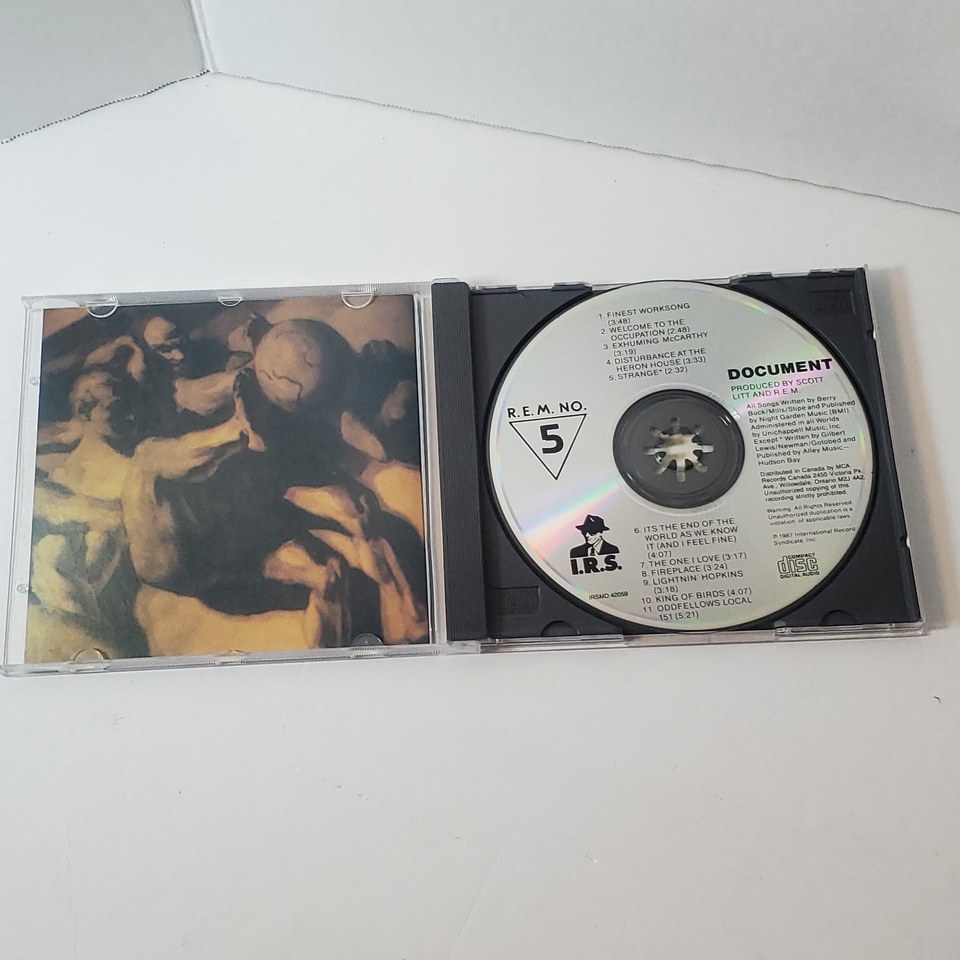 1 FINEST WORKSONG
(3:48)
2. WELCOME TO THE
OCCUPATION (2:48)
3 EXHUMING McCARTHY
(3:19)
4. DISTURBANCE AT THE
HERON HOUSE (3:33)
5. STRANGE* (2:32)
R.E.M. NO.
5
DOCUMENT
PRODUCED BY SCOTT
LITT AND R.E.M.
All Songs Written by Berry
Buck/Mills/Stipe and Published
by Night Garden Music (BMI)
Administered in all Worlds
by Unichappell Music, Inc.
Except * Written by Gilbert
Lewis/Newman/Gotobed and
Published by Alley Music—
Hudson Bay
Distributed in Canada by MCA
Records Canada 2450 Victoria Pk.
Ave., Willowdale, Ontario M2J 4A2
Unauthorized copying of this
recording strictly prohibited.
Warning: All Rights Reserved
Unauthorized duplication is a
violation of applicable laws
℗ 1987 International Record
Syndicate, Inc
COMPACT
disc
DIGITAL AUDIO
I.R.S.
IRSMD 42059
6. ITS THE END OF THE
WORLD AS WE KNOW
IT (AND I FEEL FINE)
(4:07)
7. THE ONE I LOVE (3:17)
8. FIREPLACE (3:24)
9. LIGHTNIN' HOPKINS
(3:18)
10. KING OF BIRDS (4:07)
11 ODDFELLOWS LOCAL
151 (5:21)